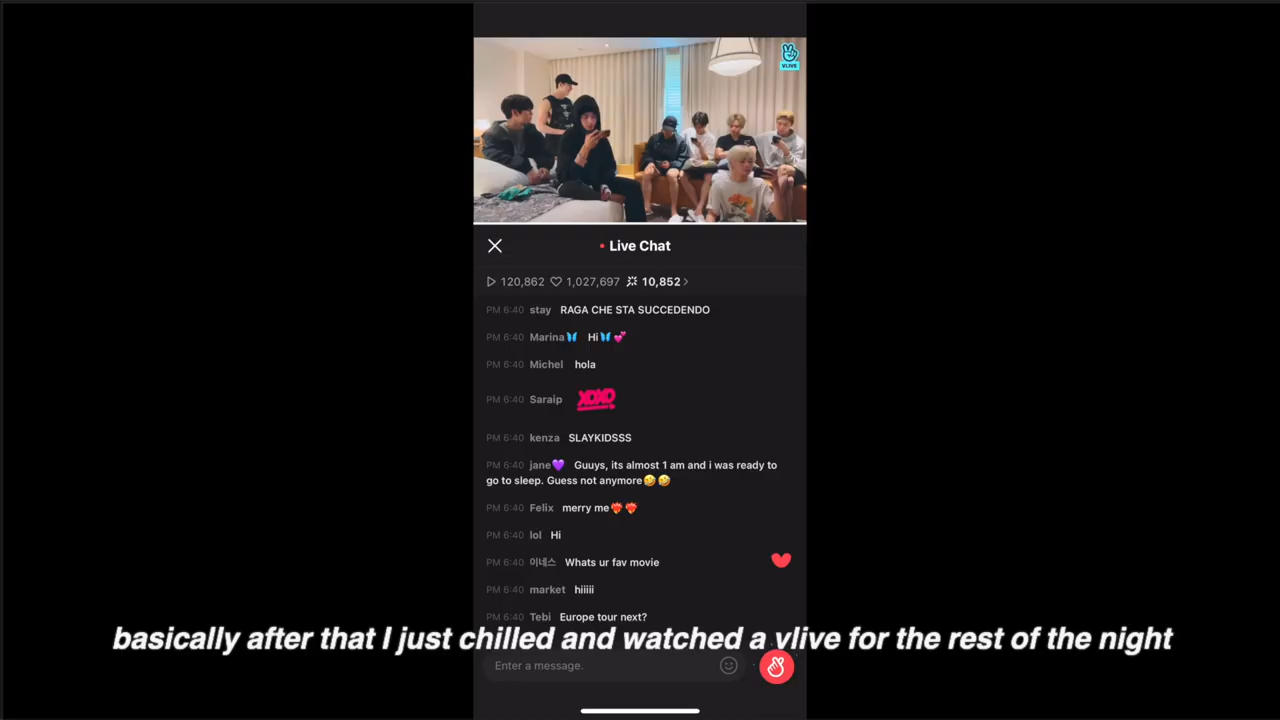 VLIVE
Live Chat
120,862 1,027,697 10,852
PM 6:40 stay RAGA CHE STA SUCCEDENDO
PM 6:40 Marina🦋 Hi🦋💕
PM 6:40 Michel hola
PM 6:40 Saraip XOXO
PM 6:40 kenza SLAYKIDSSS
PM 6:40 jane💜 Guuys, its almost 1 am and i was ready to
go to sleep. Guess not anymore🤣🤣
PM 6:40 Felix merry me❤️‍🔥❤️‍🔥
PM 6:40 lol Hi
PM 6:40 이네스 Whats ur fav movie
PM 6:40 market hiiiii
PM 6:40 Tebi Europe tour next?
basically after that I just chilled and watched a vlive for the rest of the night
Enter a message.